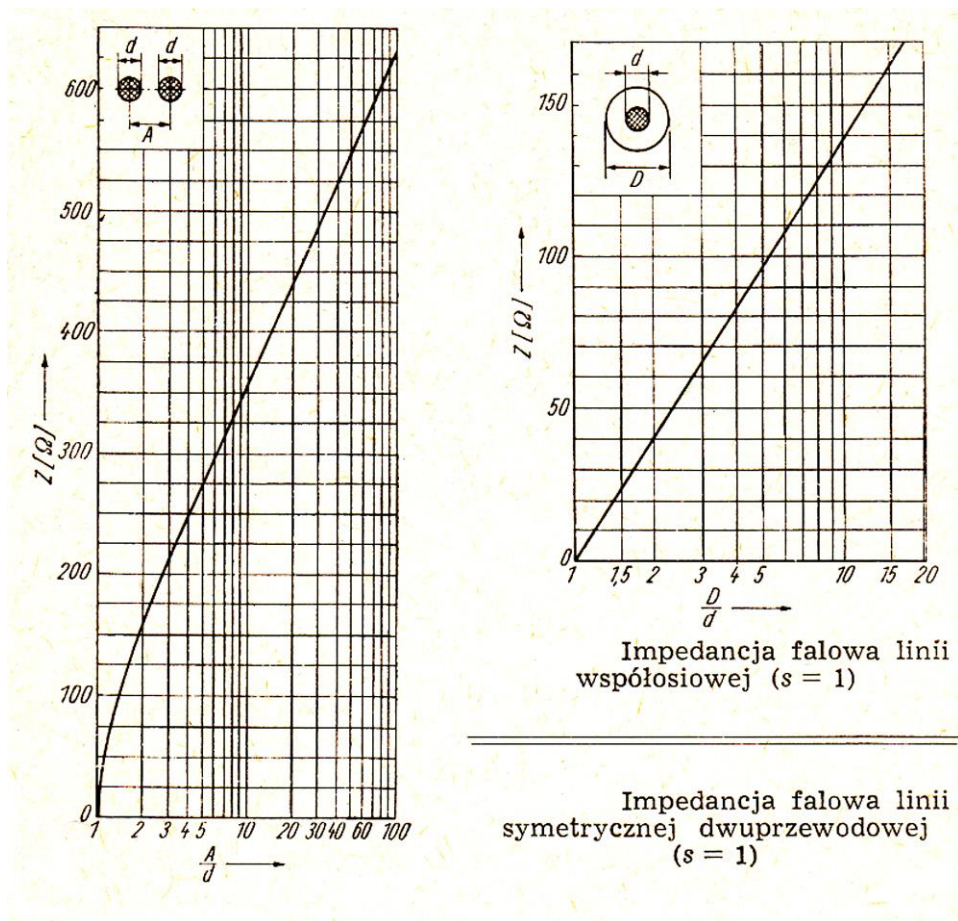 d d
A
600
500
400
300
200
100
0
Z [Ω]
1 2 3 4 5 10 20 30 40 60 100
A
d
d
D
150
100
50
0
Z [Ω]
1 1,5 2 3 4 5 10 15 20
D
d
Impedancja falowa linii
współosiowej (s = 1)
Impedancja falowa linii
symetrycznej dwuprzewodowej
(s = 1)